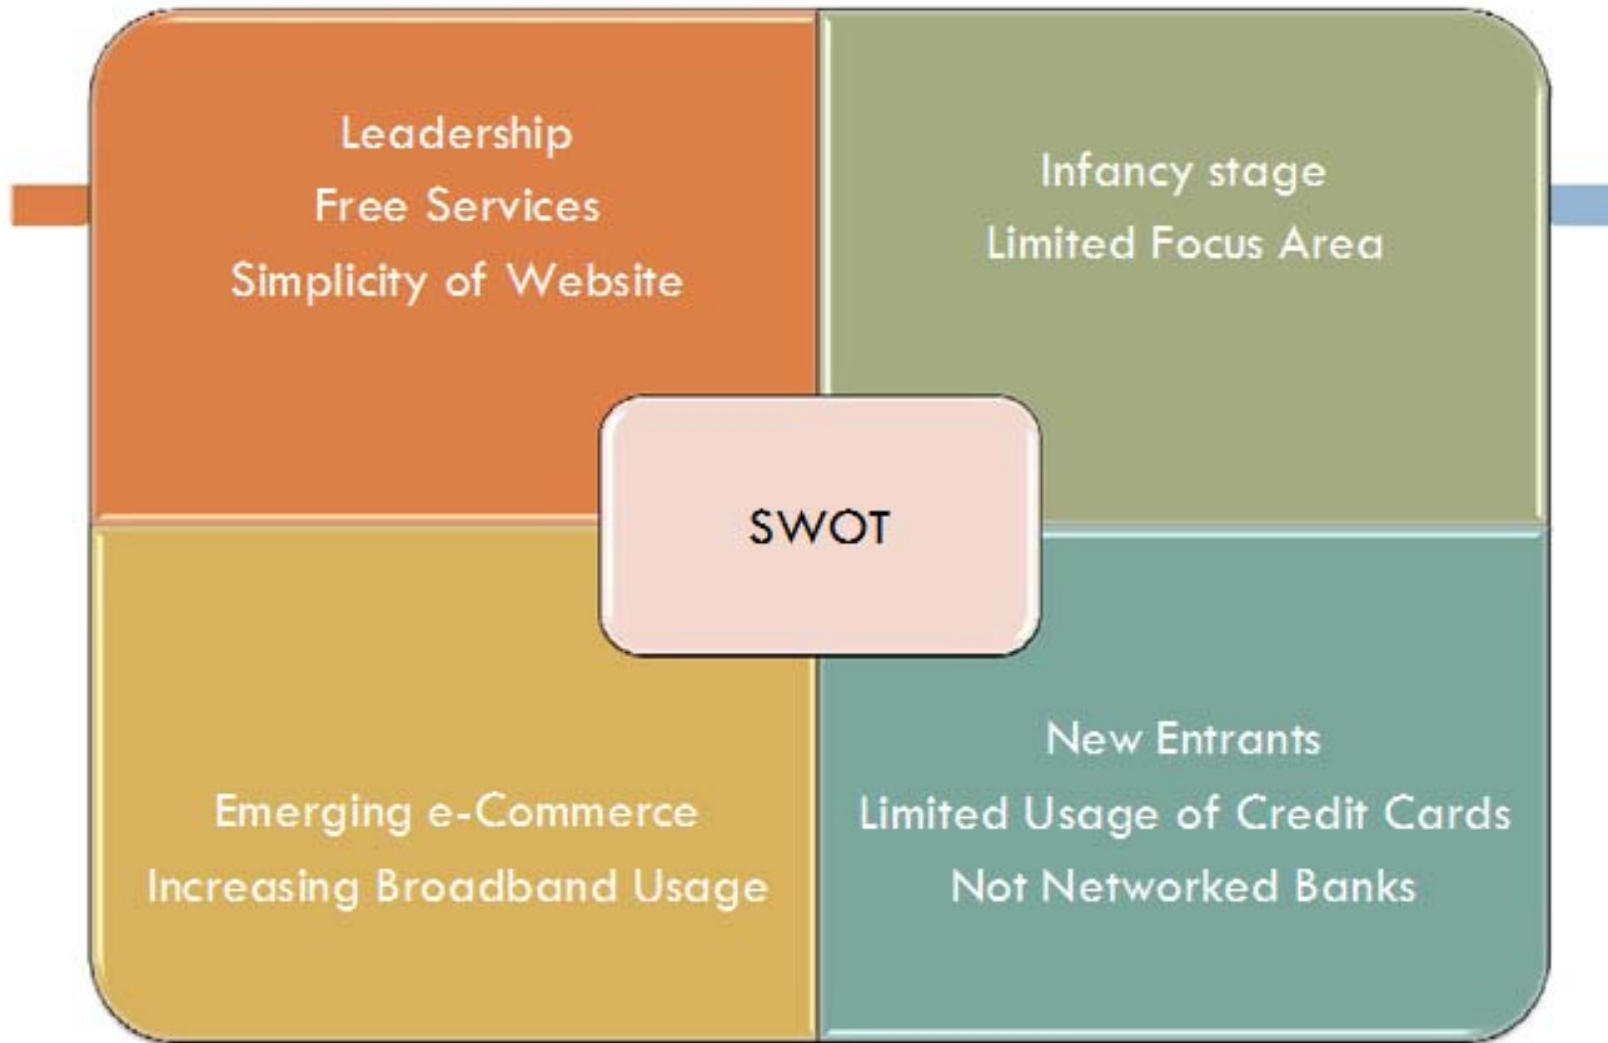 Leadership
Free Services
Simplicity of Website
Infancy stage
Limited Focus Area
SWOT
Emerging e-Commerce
Increasing Broadband Usage
New Entrants
Limited Usage of Credit Cards
Not Networked Banks